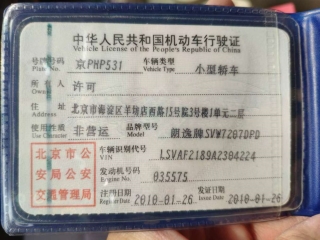 中华人民共和国机动车行驶证
Vehicle License of the People's Republic of China
号牌号码 京PHP531 车辆类型 小型轿车
Plate No. Vehicle Type
所有人 许可
Owner
住址 北京市海淀区羊坊店西路15号院3号楼1单元二层
Address
使用性质 非营运 品牌型号 朗逸牌SVW7207DPD
Use Character Model
北京市公安局公安交通管理局
车辆识别代号 LSVAF2189A2304224
VIN
发动机号码 035575
Engine No.
注册日期 2010-01-26 发证日期 2010-01-26
Register Date Issue Date